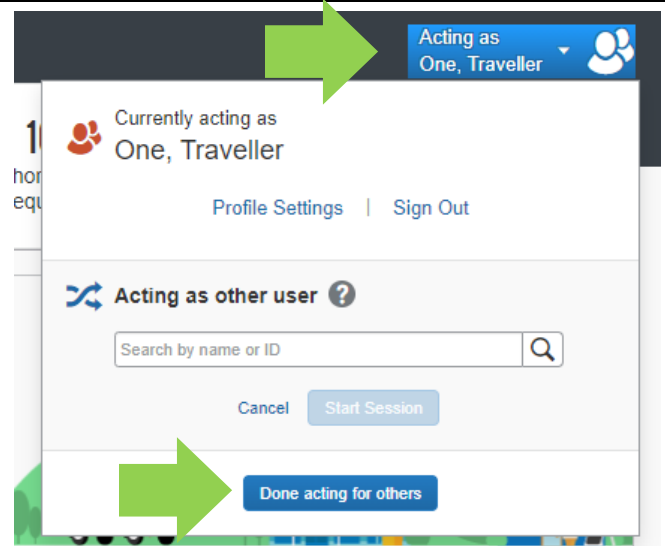 Acting as
One, Traveller
Currently acting as
One, Traveller
Profile Settings | Sign Out
Acting as other user ?
Search by name or ID
Cancel Start Session
Done acting for others